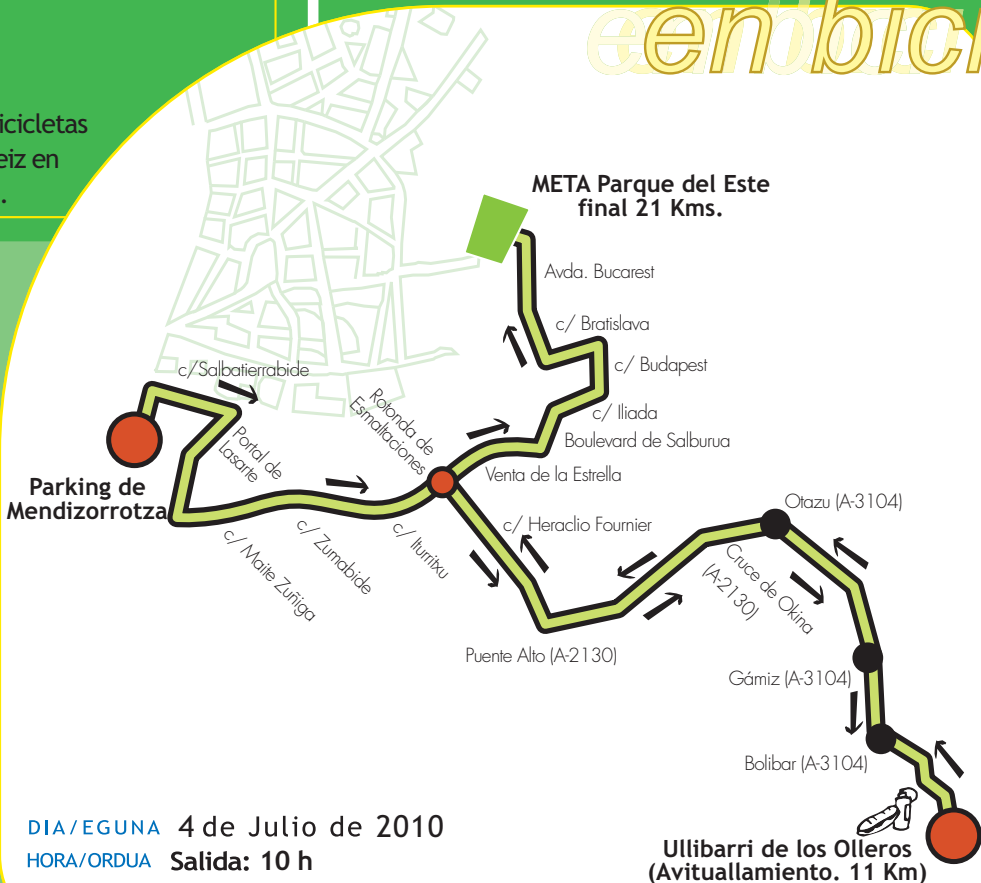 en bici
icicletas
eiz en
.
META Parque del Este
final 21 Kms.
Avda. Bucarest
c/ Bratislava
c/ Budapest
c/ Iliada
Boulevard de Salburua
Venta de la Estrella
c/Salbatierrabide
Rotonda de
Esmaltaciones
Portal de
Lasarte
Parking de
Mendizorrotza
c/ Maite Zuñiga
c/ Zumabide
c/ Iturritxu
c/ Heraclio Fournier
Puente Alto (A-2130)
Otazu (A-3104)
Cruce de Okina
(A-2130)
Gámiz (A-3104)
Bolibar (A-3104)
Ullibarri de los Olleros
(Avituallamiento. 11 Km)
DIA/EGUNA 4 de Julio de 2010
HORA/ORDUA Salida: 10 h